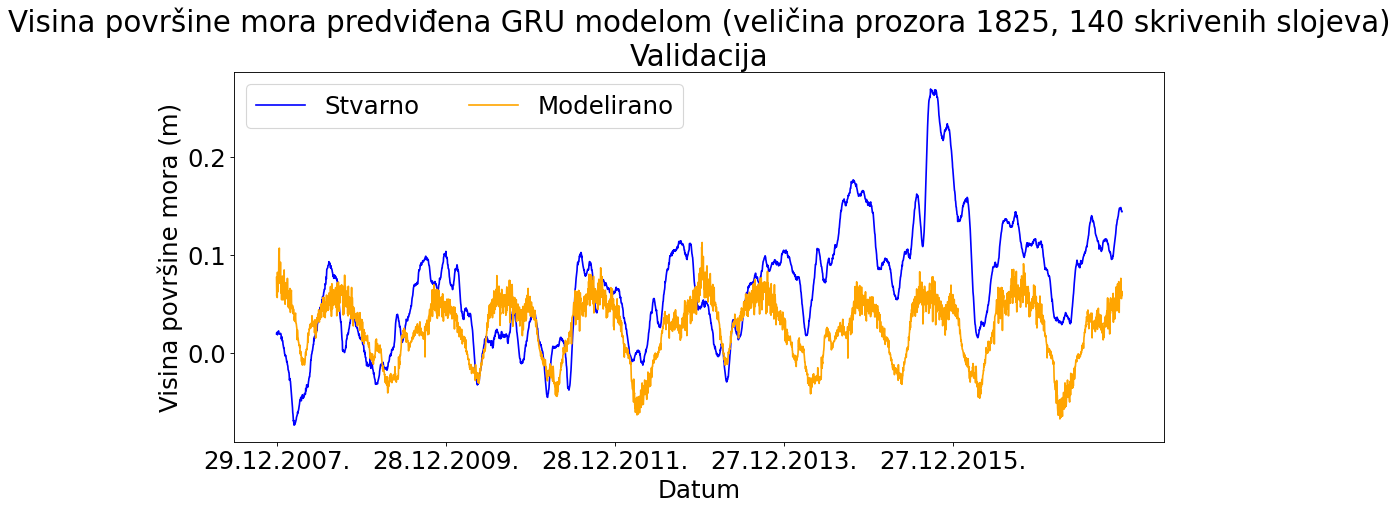 Visina površine mora predviđena GRU modelom (veličina prozora 1825, 140 skrivenih slojeva)
Validacija
Stvarno
Modelirano
Visina površine mora (m)
0.2
0.1
0.0
29.12.2007.
28.12.2009.
28.12.2011.
27.12.2013.
27.12.2015.
Datum